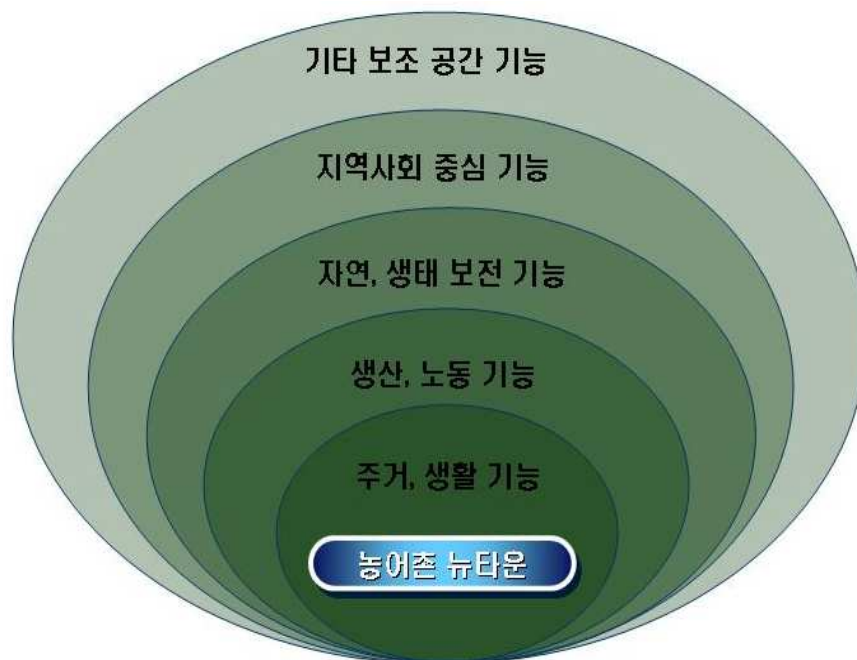 기타 보조 공간 기능
지역사회 중심 기능
자연, 생태 보전 기능
생산, 노동 기능
주거, 생활 기능
농어촌 뉴타운